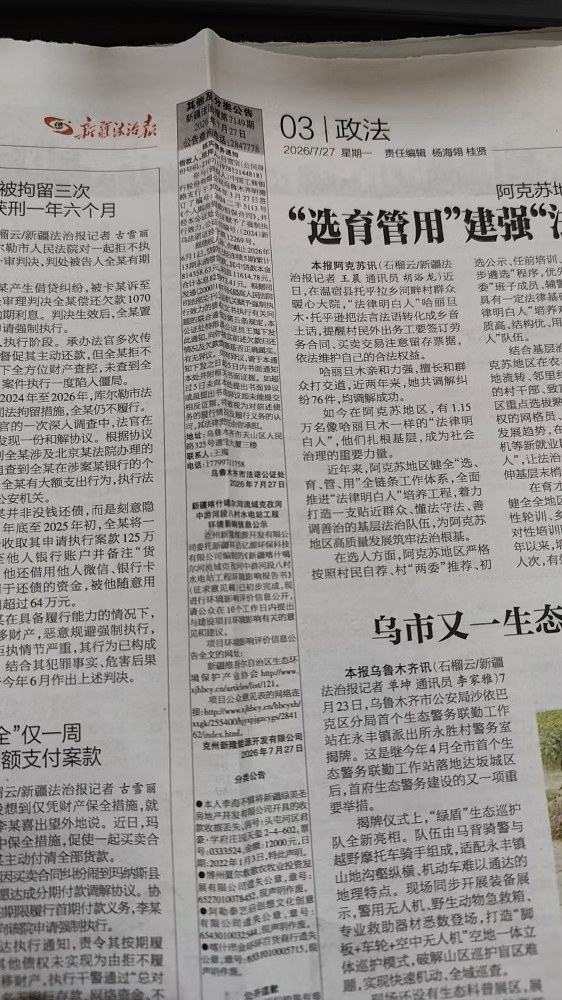 新疆法治报
被拘留三次
获刑一年六个月
榴云/新疆法治报记者 古雪丽
尔勒市人民法院对一起拒不执
一审判决，判处被告人全某有期
某产生借贷纠纷，被卡某诉至
审理判决全某偿还欠款1070
逾期利息。判决生效后，全某置
申请强制执行。
人执行阶段。承办法官多次传
督促其主动还款，但全某拒不
下全方位财产查控，未查到全
案件执行一度陷入僵局。
2024年至2026年，库尔勒市法
司法拘留措施，全某仍不履行。
官的一次深入调查中，法官在
发现一份和解协议。根据协议
到全某涉及北京某法院办理的
追查到全某在涉案某银行的个
全某有大额支出行为，执行法
公安机关。
某并非没钱还债，而是刻意隐
年底至2025年初，全某将一
收取其申请执行案款125万
至他人银行账户并备注“货
他还借用他人微信、银行卡
用于还债的资金，被他随意用
出超过64万元。
某在具备履行能力的情况下，
移财产，恶意规避强制执行，
拒执情节严重，其行为已构成
结合其犯罪事实、危害后果
于今年6月作出上述判决。
全”仅一周
额支付案款
榴云/新疆法治报记者 古雪丽
没想到仅凭财产保全措施，就
李某喜出望外地说。近日，玛
中保全措施，促使一起买卖合
某主动付清全部货款。
因买卖合同纠纷闹到玛纳斯县
愿达成分期付款调解协议。协
的期限履行首期付款义务，李某
向该院申请强制执行。
达执行通知，责令其按期履
其他债权未实现为由拒不履
移财产，执行干警通过“总对
其他及分类公告
新疆法治报第7149期
2026年7月27日
公告查询电话：2847778
核实债务通知
借款人、抵押人：吕雪宝（公民身
份号码：210711197812144818）
你与（债权人）中国工商银
行股份有限公司乌鲁木齐明德
路支行于2024年3月27日签
订了编号：2024二手5113号
《个人购房借款/担保合同》，并
经本公证处公证赋予了强制执
行效力，公证书编号：（2024）新
乌法诺证经字第12269号。
据债权人称，你截止2026年
6月1日，贷款已经连续5期/累计
13期未清偿贷款，其中贷款本金
814358.63元，利息11614.78元，
合计本息825973.41元。根据司
发通（2000）107号《最高人民法院
司法部关于公证机关赋予强制执
行效力的债权文书执行有关问
题的联合通知》第五条规定，本
公证处特指派公证员王嵬下发
此通知，向你核实前述欠款归还
情况及欠款数额是否正确属实，
有无异议。如有异议，请于本通
知下发之日起5日内书面通知
本处并附相关书面证据。如超
过5日未向本处提出书面异议
或虽提出书面异议却未能提交
相反证据，将被视为对前述债
务的履行情况及履行义务的认
可，其法律责任由你承担。
地址：乌鲁木齐市天山区人民
路325号通宝大厦三楼
联系人：王嵬
电话：17799711758
乌鲁木齐市法诺公证处
2026年7月27日
新疆喀什噶尔河流域克孜河
中游河段八村水电站工程
环境影响信息公示
克州新隆能源开发有限公
司委托新疆祥达亿源环保科技
有限公司编制的《新疆喀什噶
尔河流域克孜河中游河段八村
水电站工程环境影响报告书》
（征求意见稿）已初步完成，现
进行环境影响评价信息公开，
请公众在10个工作日内提出
与建设项目环境影响有关的意
见和建议。
项目环境影响评价信息公
告全文的网址：
新疆维吾尔自治区生态环
境保护产业协会 http://www.
xjhbcy.cn/articles/list/121。
项目公众意见表的网络连
接：http://www.xjhbcy.cn/hbcyxh/
xxgk/255400/hjyxpjgzcygs/2841
62/index.html。
克州新隆能源开发有限公司
2026年7月27日
分类公告
●本人李海不慎将新疆绿美圣
房地产开发有限公司开具的收
款收据丢失，房号：头屯河区君
豪·学府庄园天玺2-4-602，票
号：0333524，金额：12000元，日
期：2022年1月3日，特此声明。
●博州夏尔敖歌农牧业投资发
展有限公司遗失公章，章号：
6527010078452，现声明作废。
●阿勒泰艺启创想文化创意
有限公司遗失公章，章号：
6543010032544，现声明作废。
●喀什市金环环百货商行遗失
公章，章号：6531010005715，现
声明作废。
03|政法
2026/7/27 星期一 责任编辑 杨海翎 桂贤
阿克苏地
“选育管用”建强“法
本报阿克苏讯（石榴云/新疆法
治报记者 王晨 通讯员 胡洛龙）近
日，在温宿县托乎拉乡河畔村群众
暖心大院，“法律明白人”哈丽旦
木·托乎逊把法言法语转化成乡音
土话，提醒村民外出务工要签订劳
务合同、买卖交易注意留存票据，
依法维护自己的合法权益。
哈丽旦木亲和力强，擅长和群
众打交道，近两年来，她共调解纠
纷76件，均调解成功。
如今在阿克苏地区，有1.15
万名像哈丽旦木一样的“法律明
白人”，他们扎根基层，成为社会
治理的重要力量。
近年来，阿克苏地区健全“选、
育、管、用”全链条工作体系，全面
推进“法律明白人”培养工程，着力
打造一支贴近群众、懂法守法、善
调善治的基层法治队伍，为阿克苏
地区高质量发展筑牢法治根基。
在选人方面，阿克苏地区严格
按照村民自荐、村“两委”推荐、初
选公示、任前培训、
步遴选”程序，优先
委”班子成员、辅警
具有一定法律基础
律明白人”培养对
质高、结构优、用
人”队伍。
结合基层治
克苏地区在农
地流转、邻里纠
的村干部、致富
区重点选拔熟
权的网格员、
发展趋势，在
机等新就业群
人”，让法治
伸基层末梢
在育才
健全全地区
性轮训、乡
对性培训
年以来，培
人次，有效
乌市又一生态
本报乌鲁木齐讯（石榴云/新疆
法治报记者 单坤 通讯员 李家雅）7
月23日，乌鲁木齐市公安局沙依巴
克区分局首个生态警务联勤工作
站在永丰镇派出所永胜村警务室
揭牌。这是继今年4月全市首个生
态警务联勤工作站落地达坂城区
后，首府生态警务建设的又一项重
要举措。
揭牌仪式上，“绿盾”生态巡护
队全新亮相。队伍由马背骑警与
越野摩托车骑手组成，适配永丰镇
山地沟壑纵横、机动车难以通达的
地理特点。现场同步开展装备展
示，警用无人机、野生动物急救箱、
专业救助器材悉数登场，打造“脚
板+车轮+空中无人机”空地一体立
体巡护模式，破解山区巡护盲区难
题，实现快速机动、全域巡查。
现场还设有生态科普展区，展